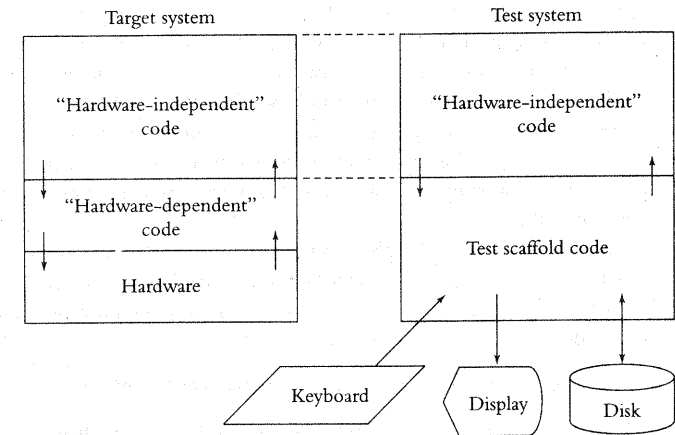 Target system
Test system
“Hardware-independent”
code
“Hardware-independent”
code
“Hardware-dependent”
code
Test scaffold code
Hardware
Keyboard
Display
Disk